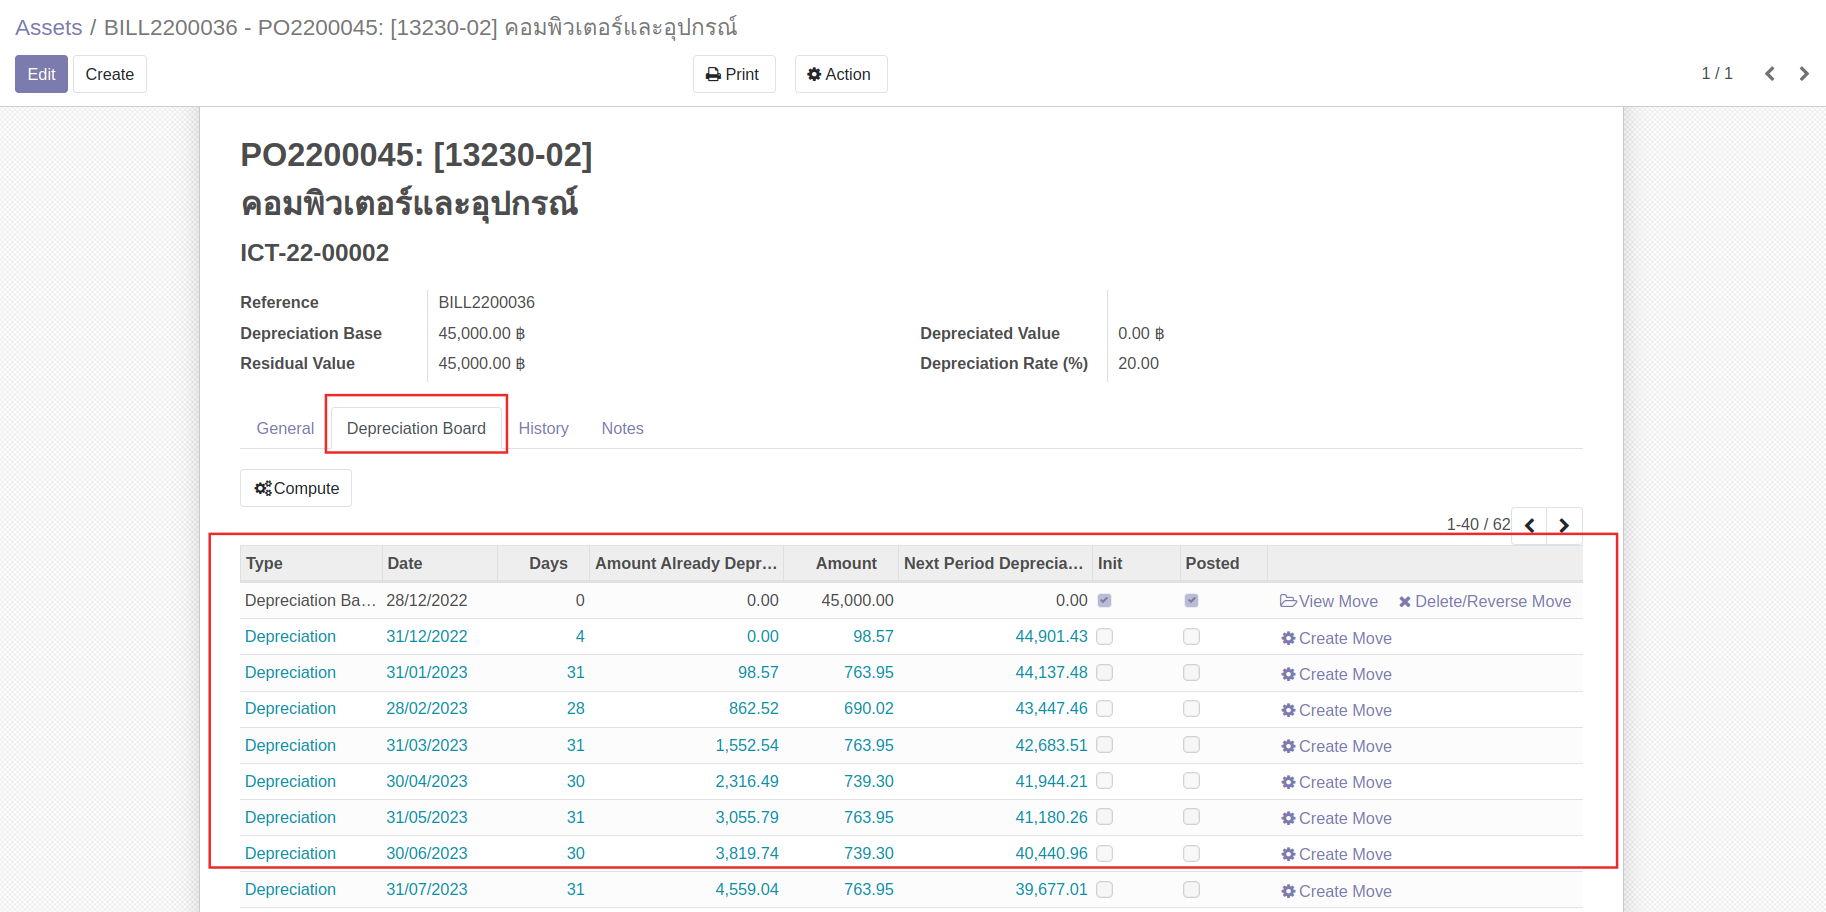 Assets / BILL2200036 - PO2200045: [13230-02] คอมพิวเตอร์และอุปกรณ์
Edit Create Print Action 1 / 1
PO2200045: [13230-02]
คอมพิวเตอร์และอุปกรณ์
ICT-22-00002
Reference BILL2200036
Depreciation Base 45,000.00 ฿ Depreciated Value 0.00 ฿
Residual Value 45,000.00 ฿ Depreciation Rate (%) 20.00
General Depreciation Board History Notes
Compute
1-40 / 62
Type Date Days Amount Already Depr... Amount Next Period Deprecia... Init Posted
Depreciation Ba... 28/12/2022 0 0.00 45,000.00 0.00 View Move Delete/Reverse Move
Depreciation 31/12/2022 4 0.00 98.57 44,901.43 Create Move
Depreciation 31/01/2023 31 98.57 763.95 44,137.48 Create Move
Depreciation 28/02/2023 28 862.52 690.02 43,447.46 Create Move
Depreciation 31/03/2023 31 1,552.54 763.95 42,683.51 Create Move
Depreciation 30/04/2023 30 2,316.49 739.30 41,944.21 Create Move
Depreciation 31/05/2023 31 3,055.79 763.95 41,180.26 Create Move
Depreciation 30/06/2023 30 3,819.74 739.30 40,440.96 Create Move
Depreciation 31/07/2023 31 4,559.04 763.95 39,677.01 Create Move